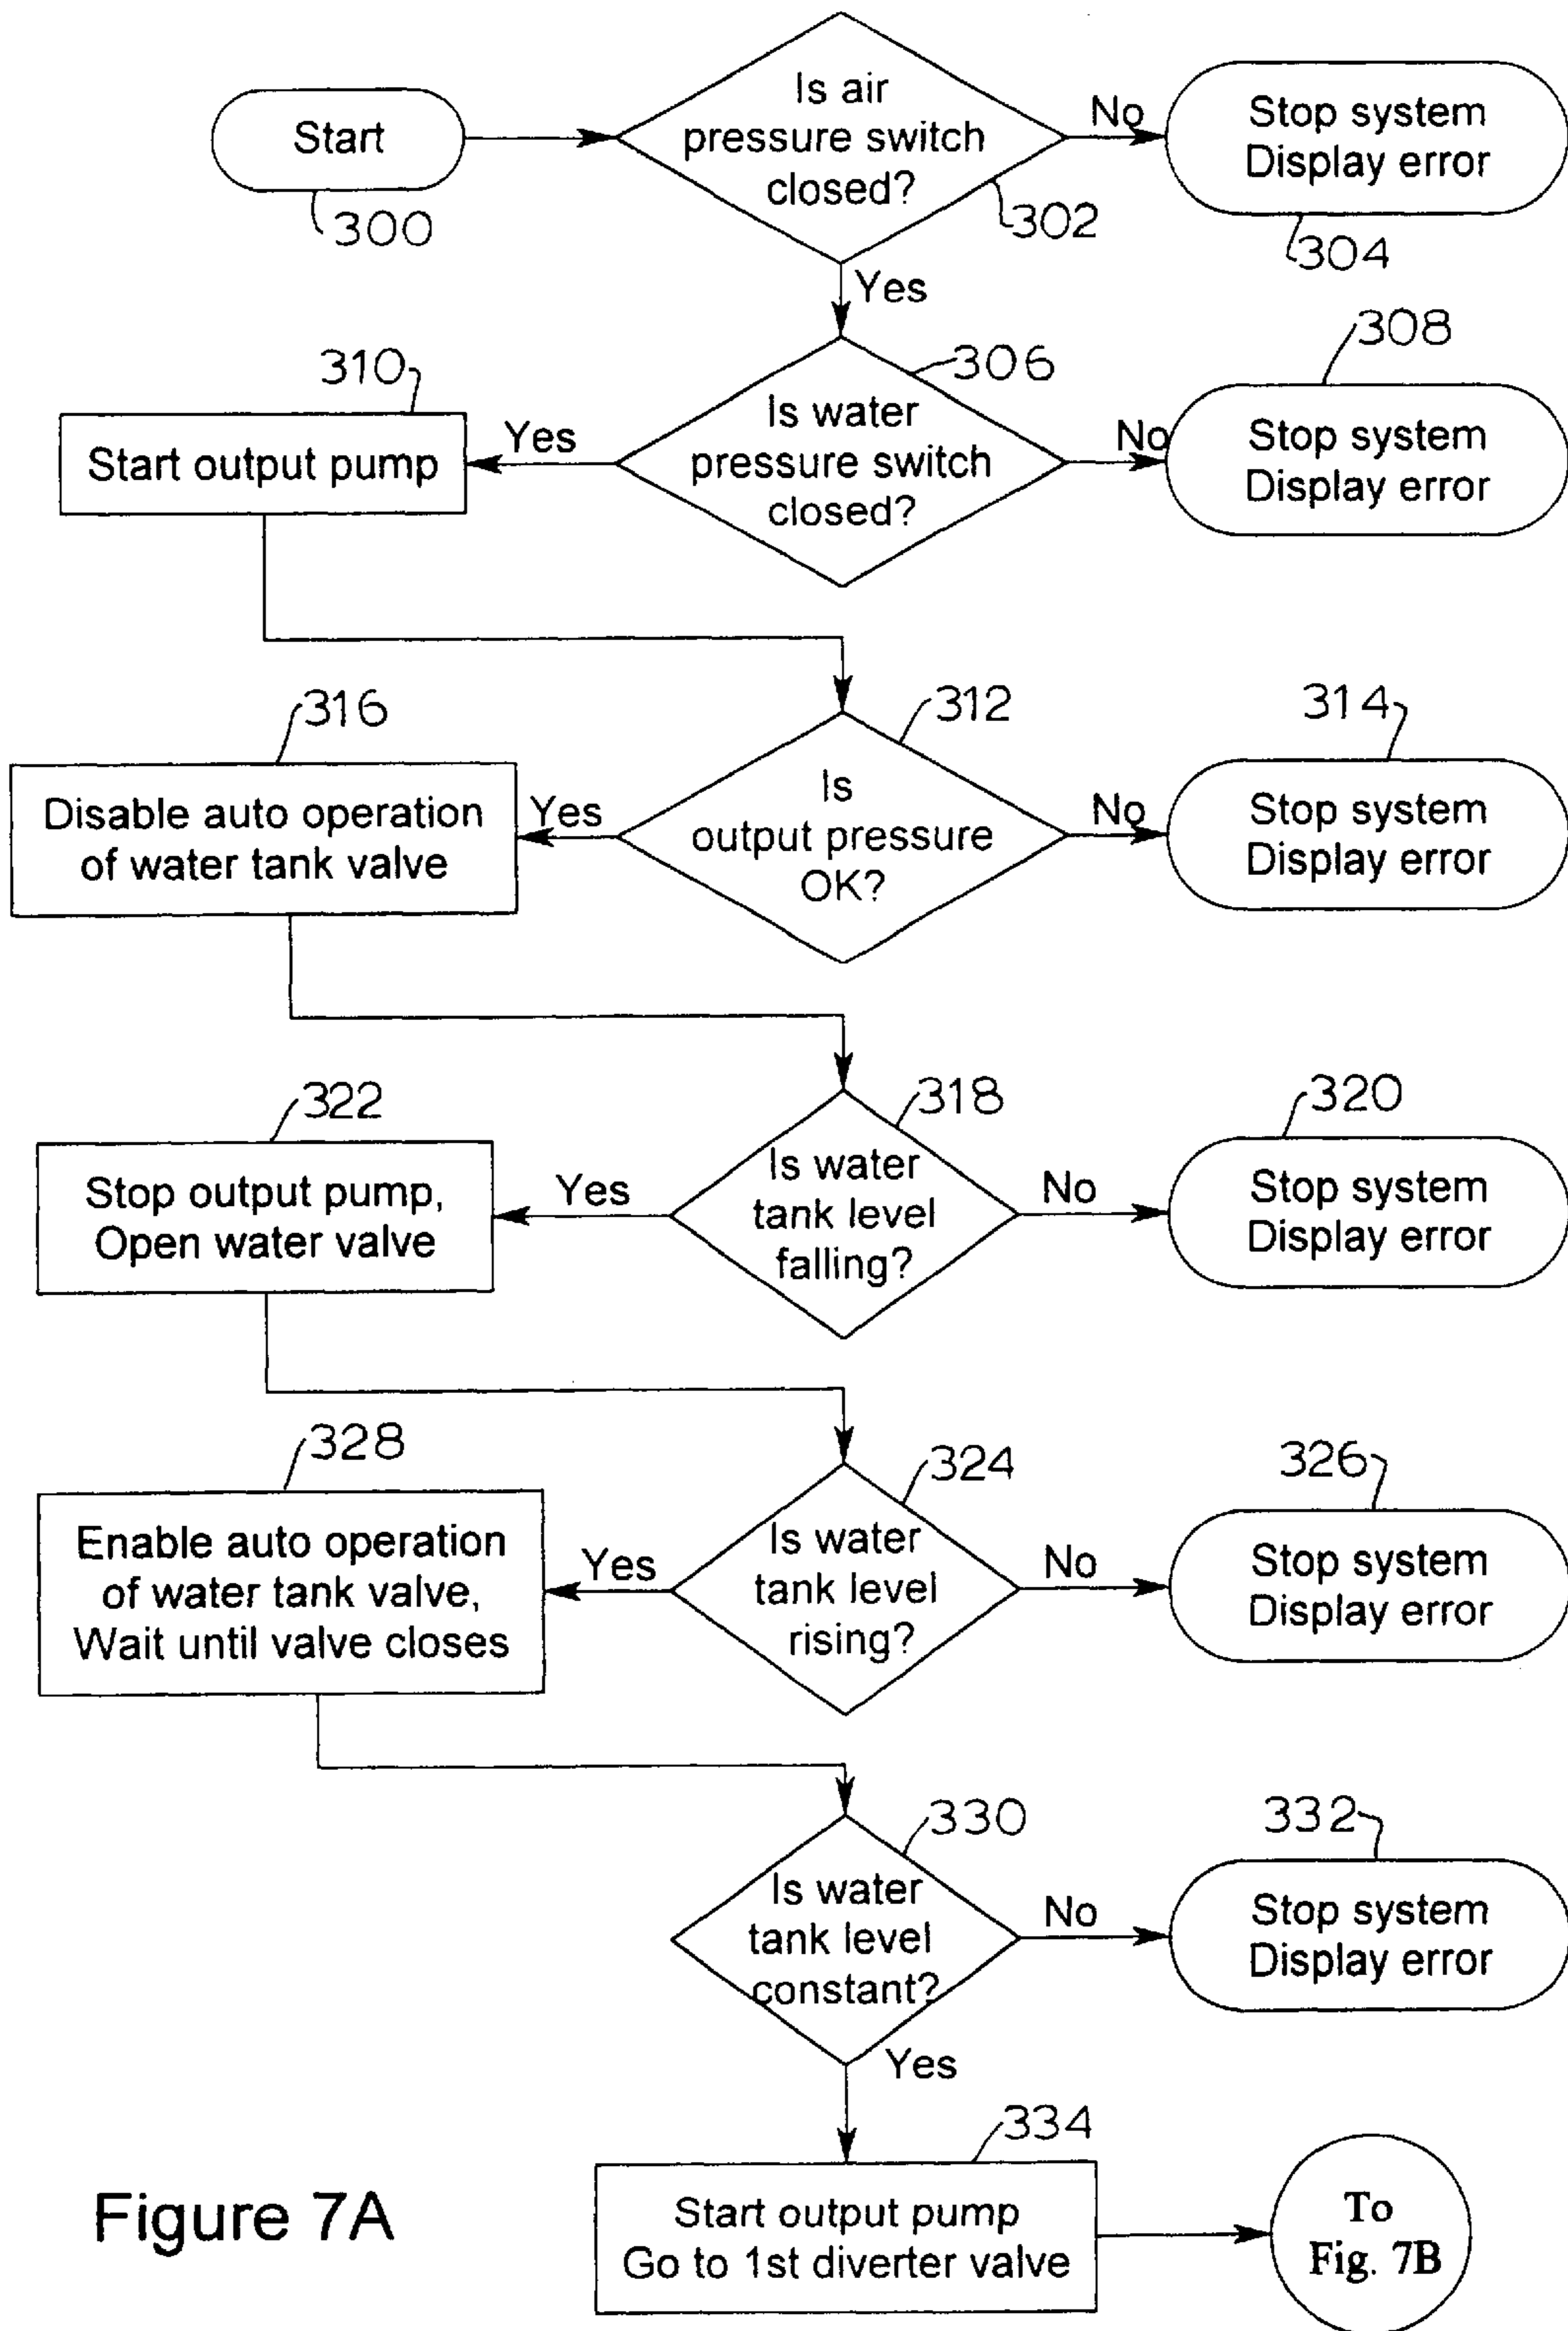 Start
300
Is air
pressure switch
closed?
302
No
Stop system
Display error
304
Yes
306
Is water
pressure switch
closed?
No
308
Stop system
Display error
Yes
310
Start output pump
312
Is
output pressure
OK?
No
314
Stop system
Display error
Yes
316
Disable auto operation
of water tank valve
318
Is water
tank level
falling?
No
320
Stop system
Display error
Yes
322
Stop output pump,
Open water valve
324
Is water
tank level
rising?
No
326
Stop system
Display error
Yes
328
Enable auto operation
of water tank valve,
Wait until valve closes
330
Is water
tank level
constant?
No
332
Stop system
Display error
Yes
334
Start output pump
Go to 1st diverter valve
To
Fig. 7B
Figure 7A